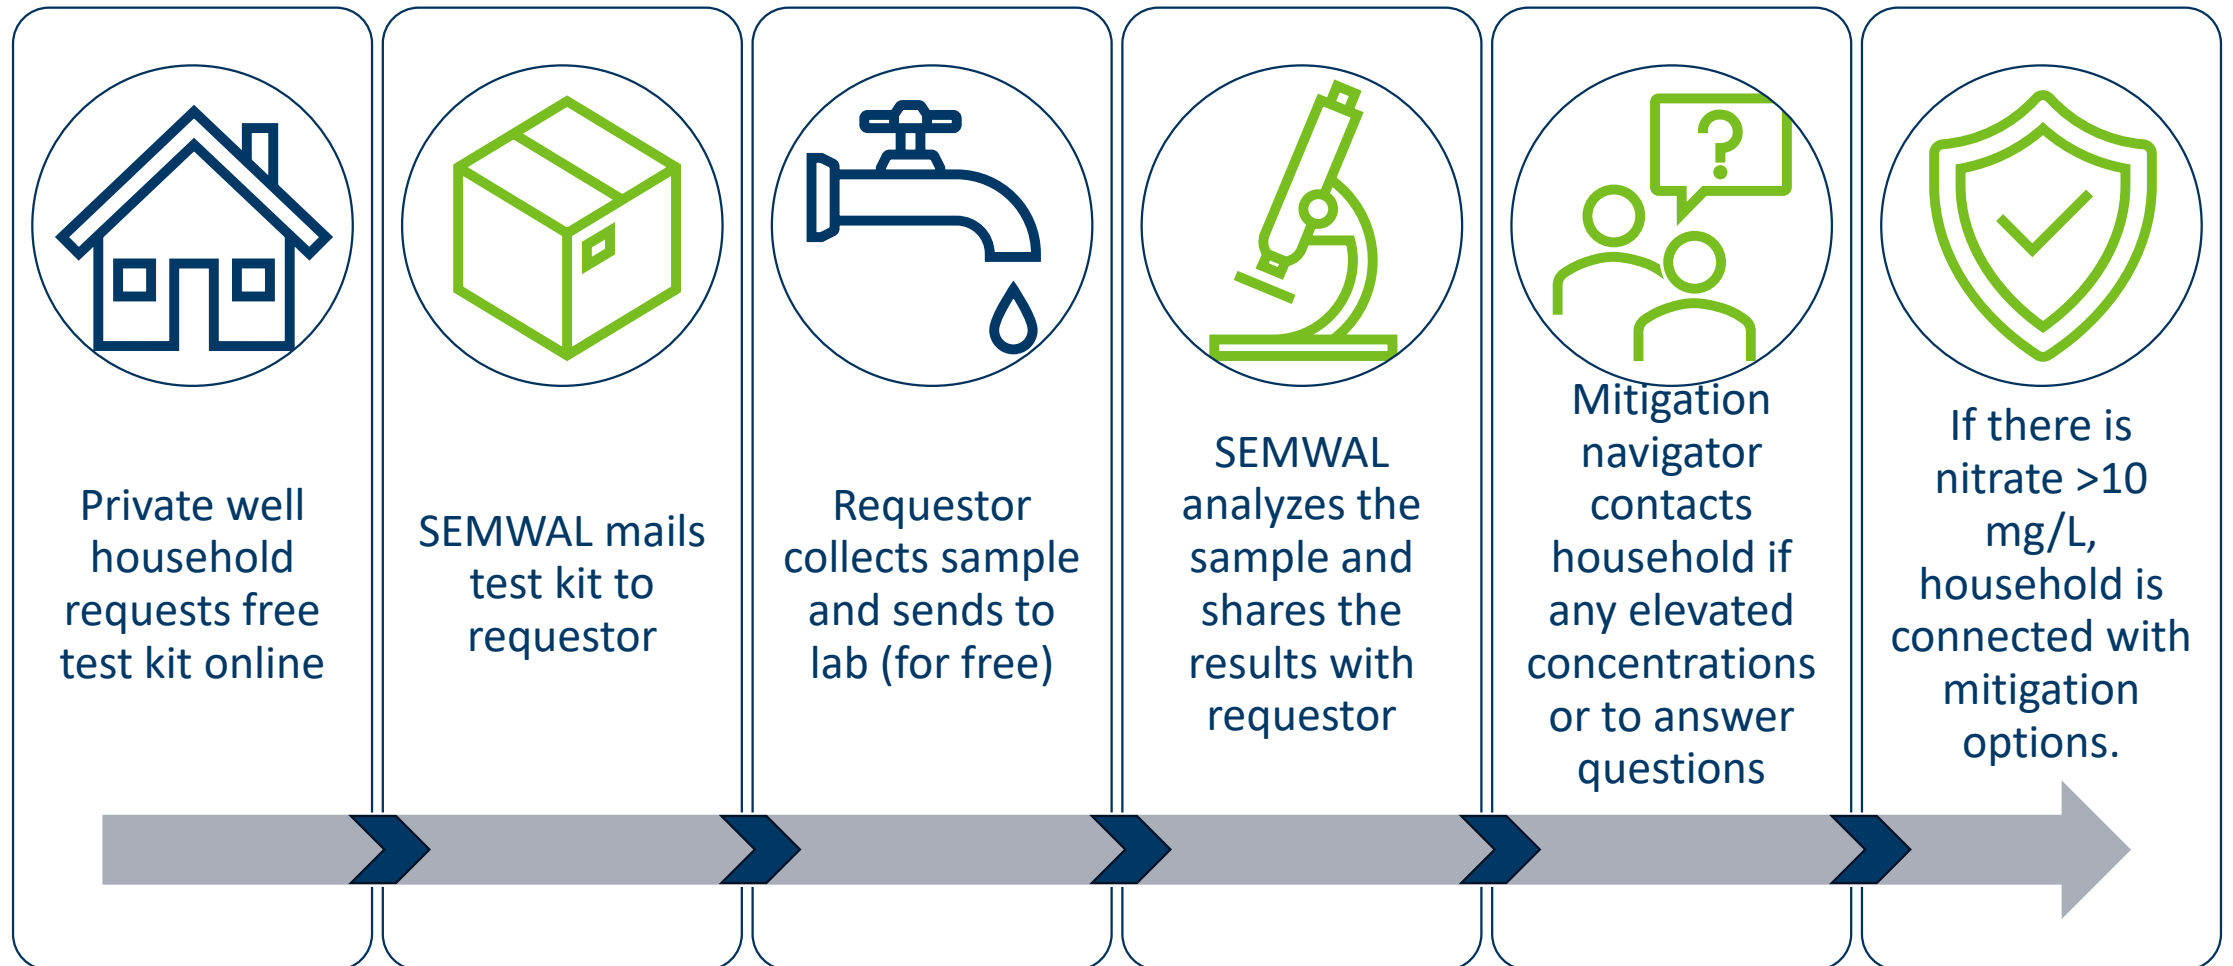 Private well
household
requests free
test kit online
SEMWAL mails
test kit to
requestor
Requestor
collects sample
and sends to
lab (for free)
SEMWAL
analyzes the
sample and
shares the
results with
requestor
?
Mitigation
navigator
contacts
household if
any elevated
concentrations
or to answer
questions
If there is
nitrate >10
mg/L,
household is
connected with
mitigation
options.